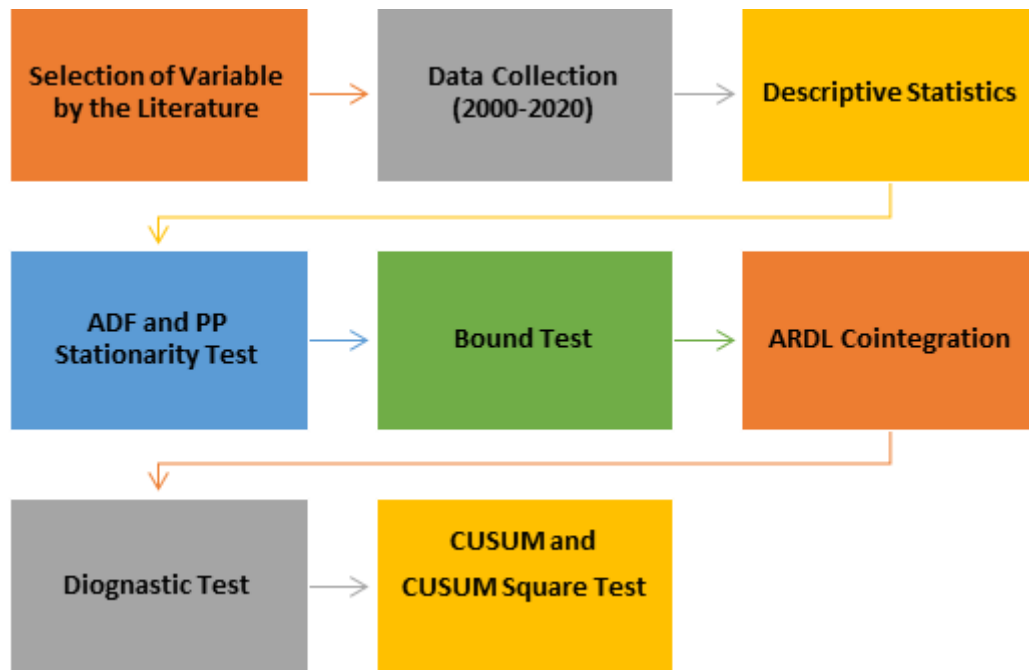 Selection of Variable
by the Literature
Data Collection
(2000-2020)
Descriptive Statistics
ADF and PP
Stationarity Test
Bound Test
ARDL Cointegration
Diognastic Test
CUSUM and
CUSUM Square Test